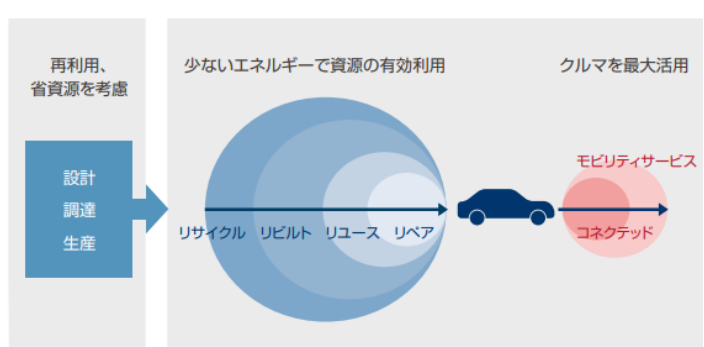 再利用、
省資源を考慮
設計
調達
生産
少ないエネルギーで資源の有効利用
リサイクル
リビルト
リユース
リペア
クルマを最大活用
モビリティサービス
コネクテッド